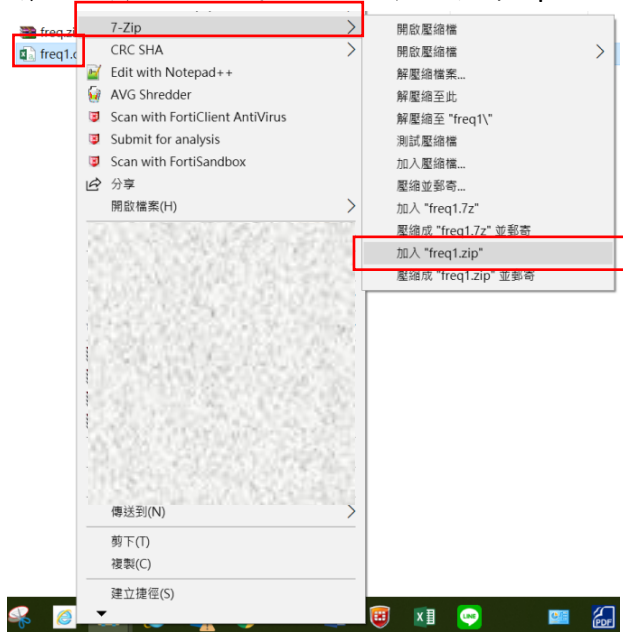 freq.zi
freq1.c
7-Zip
CRC SHA
Edit with Notepad++
AVG Shredder
Scan with FortiClient AntiVirus
Submit for analysis
Scan with FortiSandbox
分享
開啟檔案(H)
傳送到(N)
剪下(T)
複製(C)
建立捷徑(S)
開啟壓縮檔
開啟壓縮檔
解壓縮檔案...
解壓縮至此
解壓縮至 "freq1\"
測試壓縮檔
加入壓縮檔...
壓縮並郵寄...
加入 "freq1.7z"
壓縮成 "freq1.7z" 並郵寄
加入 "freq1.zip"
壓縮成 "freq1.zip" 並郵寄
LINE
PDF